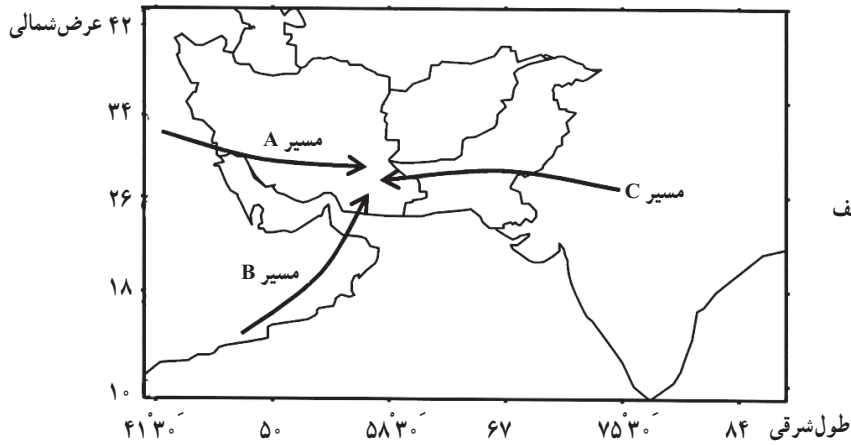 ۴۲ عرض‌شمالی
۳۴
مسیر A
۲۶
مسیر C
ف
مسیر B
۱۸
۱۰
۴۱°۳۰′ ۵۰ ۵۸°۳۰′ ۶۷ ۷۵°۳۰′ ۸۴ طول‌شرقی